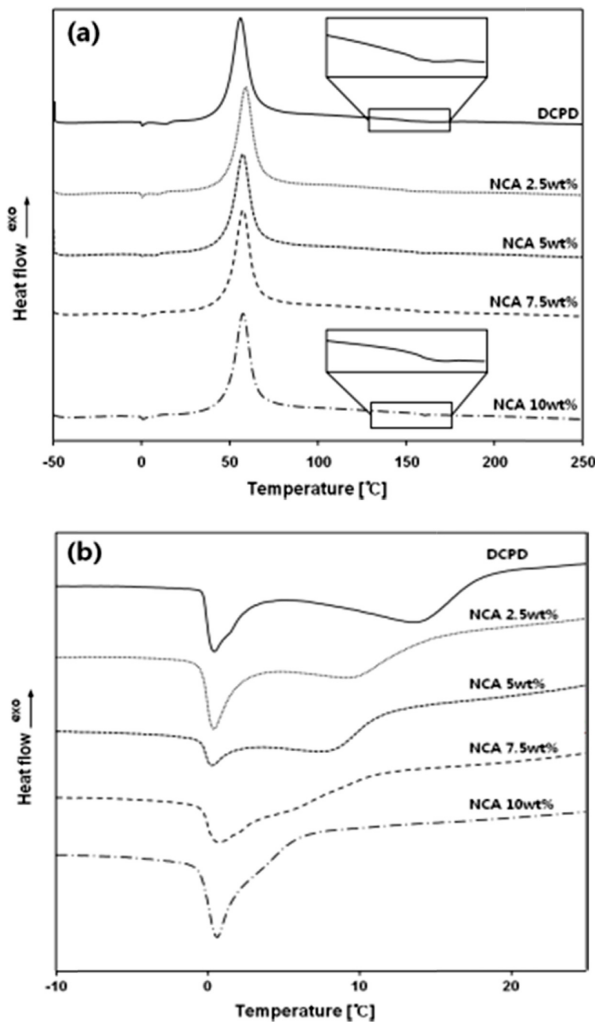 (a)
DCPD
NCA 2.5wt%
NCA 5wt%
NCA 7.5wt%
NCA 10wt%
Heat flow exo
-50 0 50 100 150 200 250
Temperature [℃]
(b)
DCPD
NCA 2.5wt%
NCA 5wt%
NCA 7.5wt%
NCA 10wt%
Heat flow exo
-10 0 10 20
Temperature [℃]